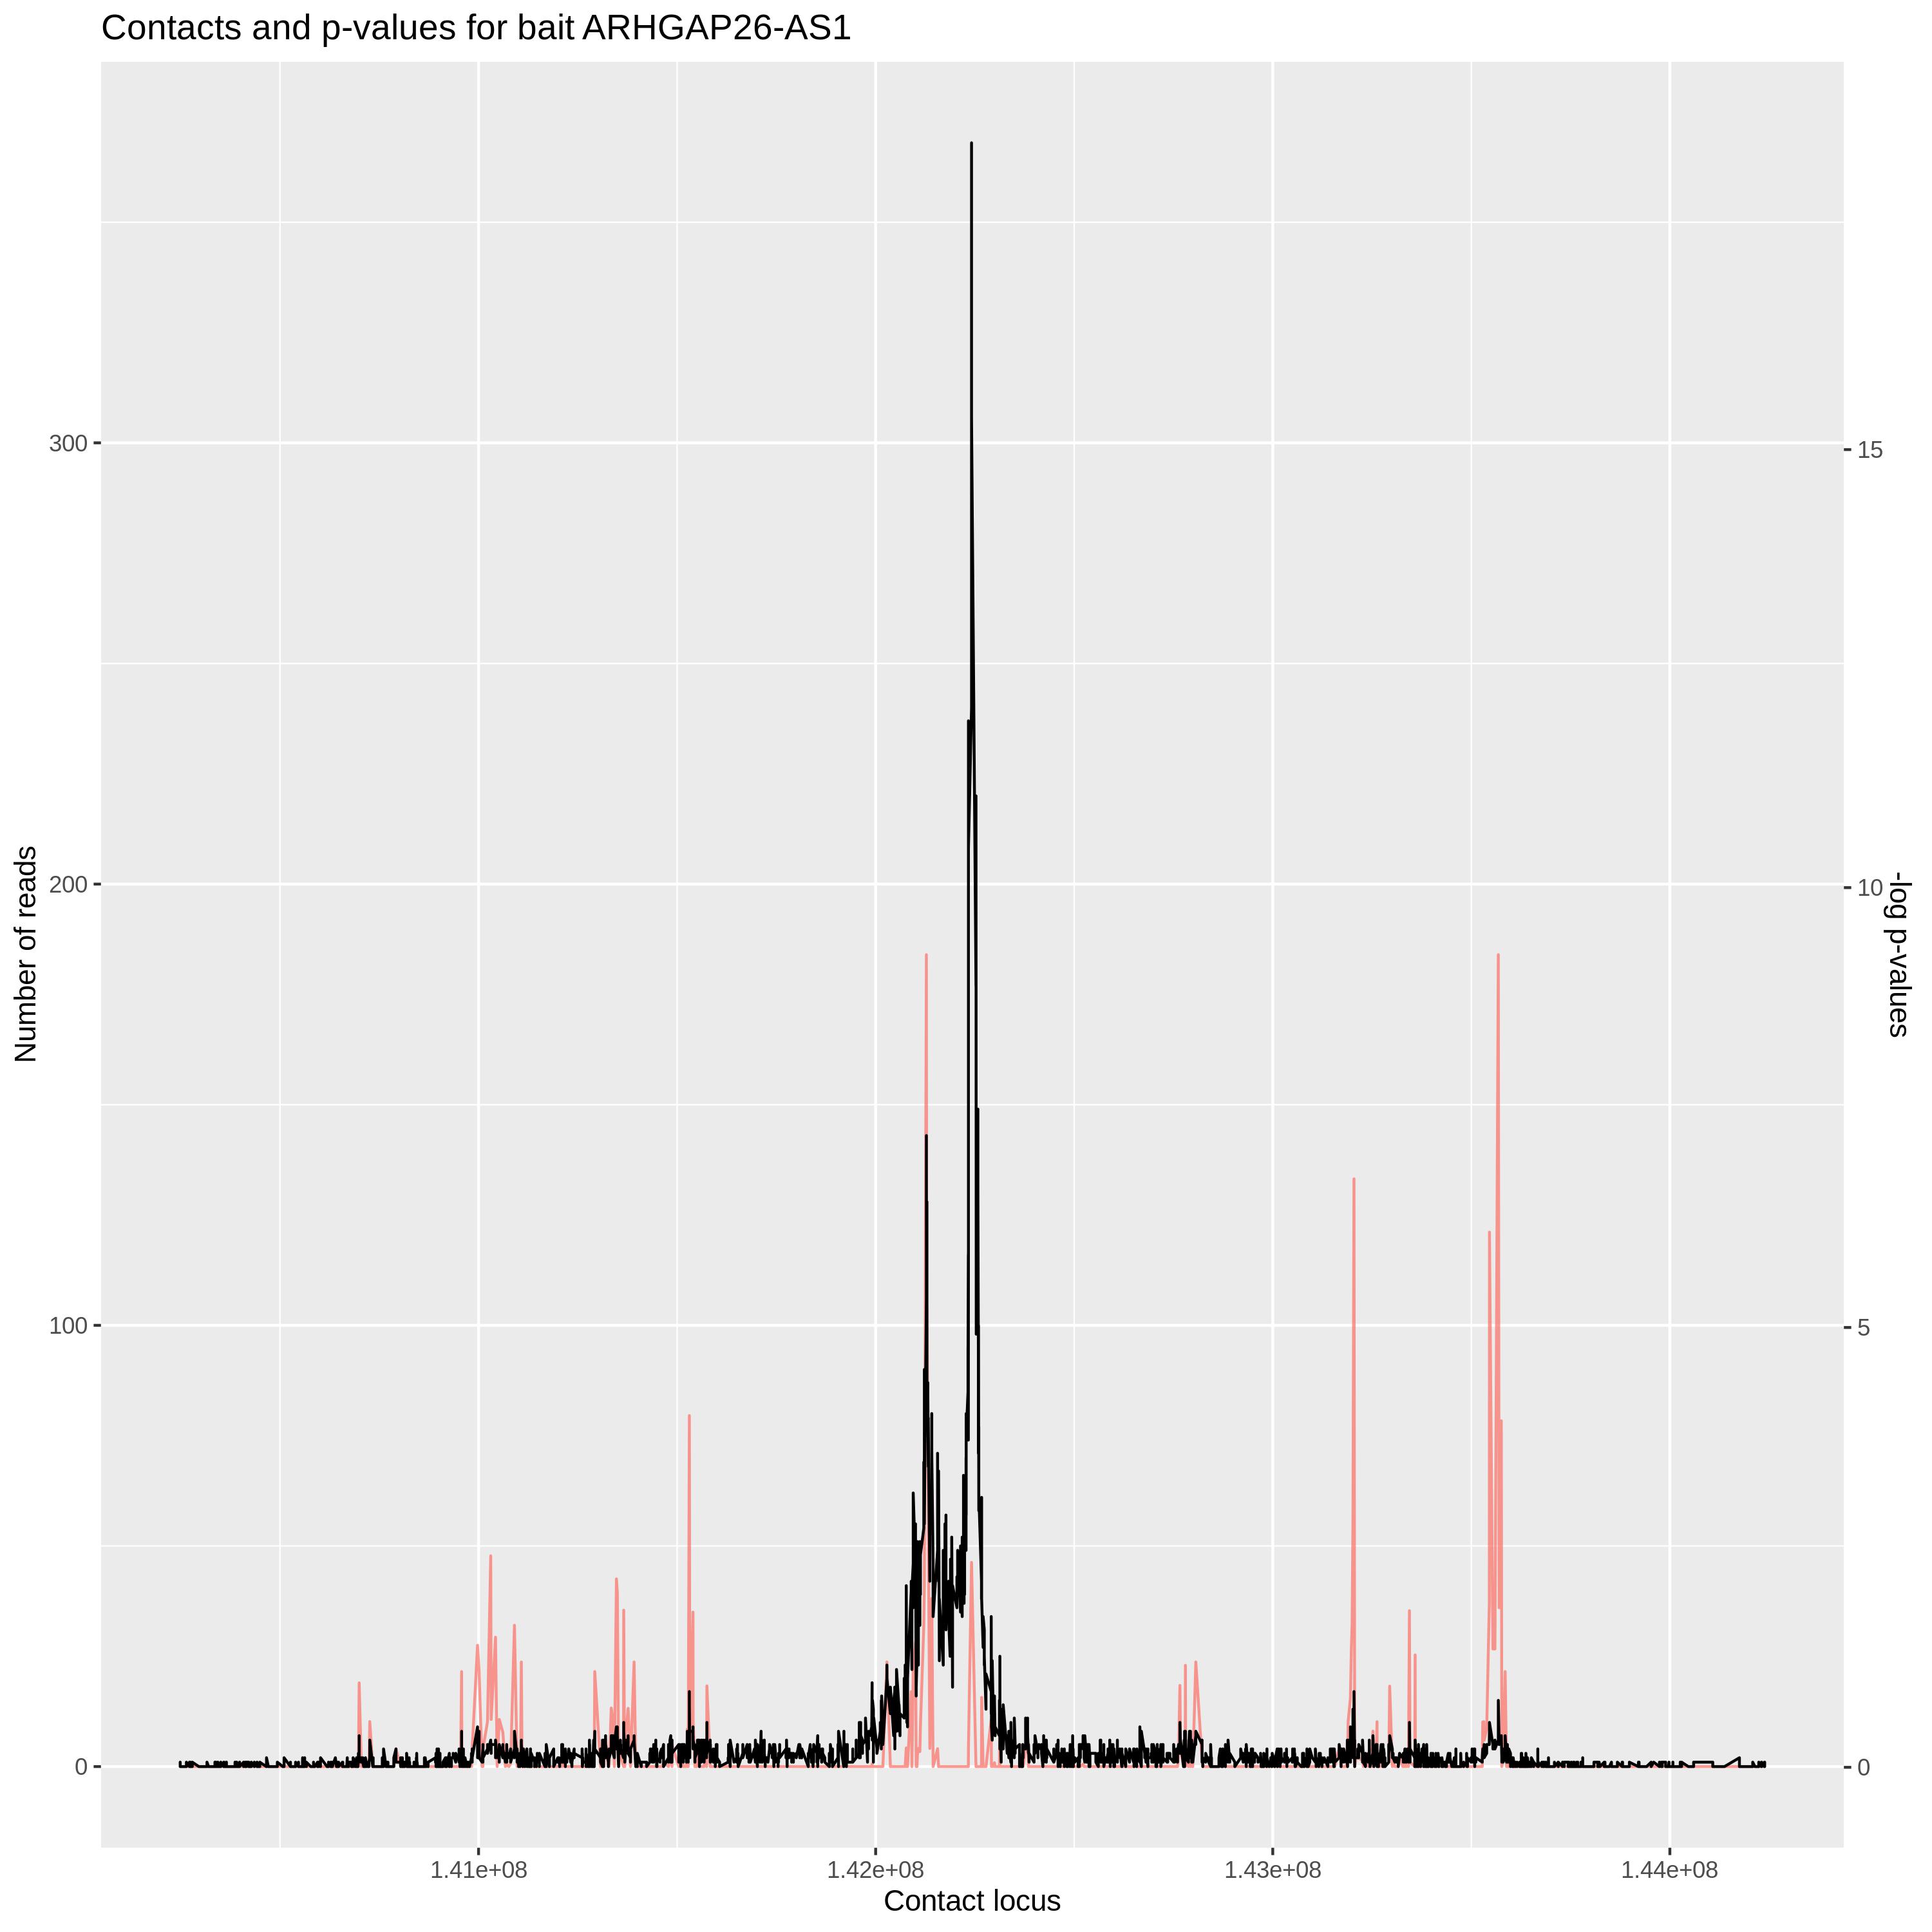 Contacts and p-values for bait ARHGAP26-AS1
Number of reads
300
200
100
0
15
10
5
0
-log p-values
1.41e+08
1.42e+08
1.43e+08
1.44e+08
Contact locus